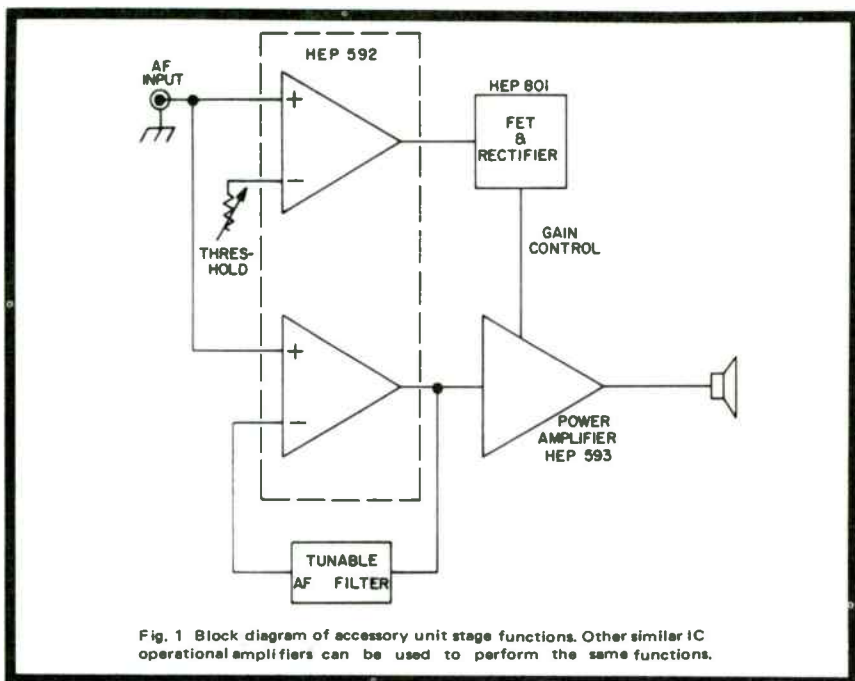 HEP 592
AF
INPUT
+
−
THRES-
HOLD
HEP 801
FET
&
RECTIFIER
GAIN
CONTROL
+
−
POWER
AMPLIFIER
HEP 593
TUNABLE
AF FILTER
Fig. 1 Block diagram of accessory unit stage functions. Other similar IC
operational amplifiers can be used to perform the same functions.